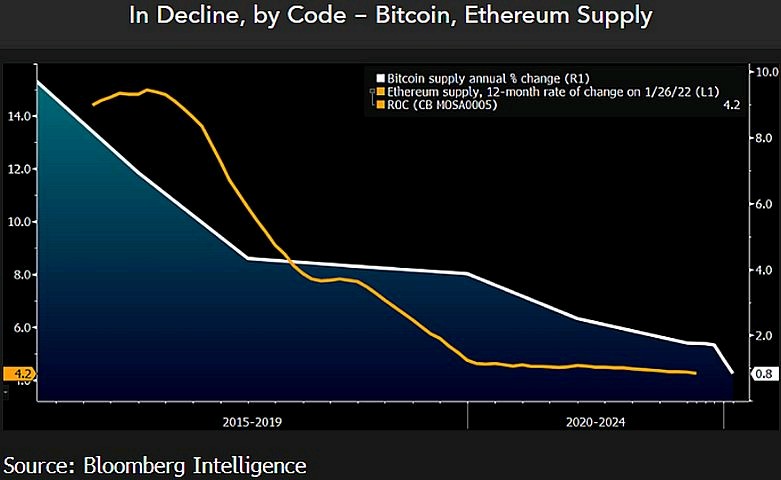 In Decline, by Code – Bitcoin, Ethereum Supply
Bitcoin supply annual % change (R1)
Ethereum supply, 12-month rate of change on 1/26/22 (L1)
ROC (CB MOSA0005) 4.2
14.0
12.0
10.0
8.0
6.0
4.2
10.0
8.0
6.0
4.0
2.0
0.8
2015-2019
2020-2024
Source: Bloomberg Intelligence